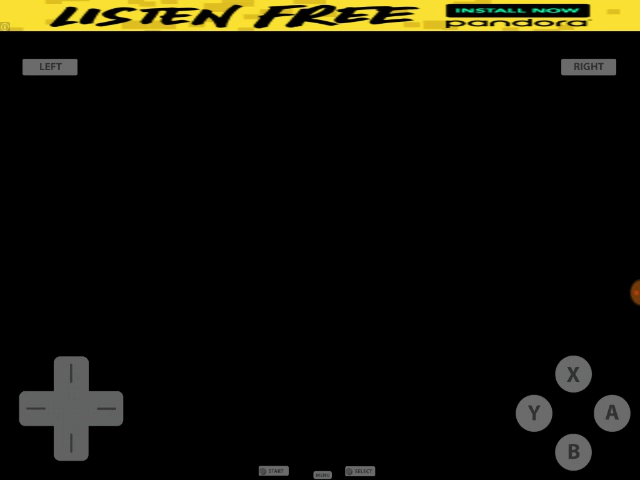 LISTEN FREE
INSTALL NOW
pandora
LEFT
RIGHT
X
Y
A
B
START
SELECT